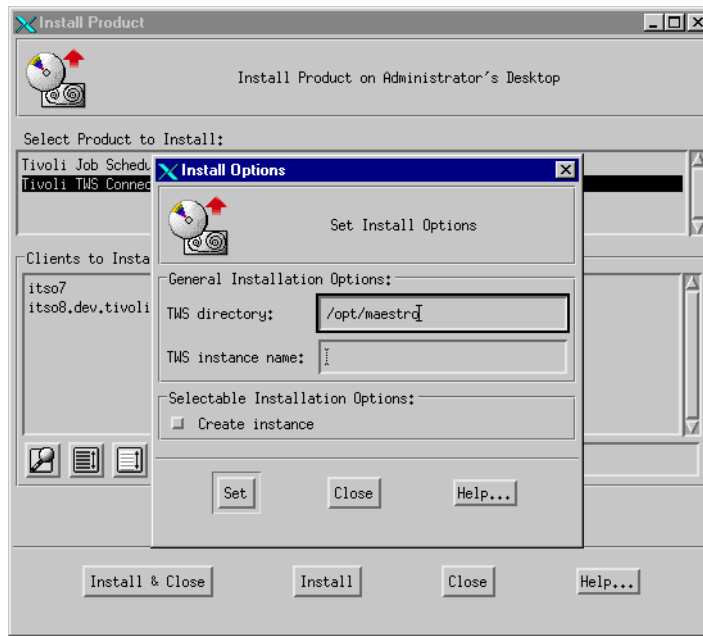 Install Product
Install Product on Administrator's Desktop
Select Product to Install:
Tivoli Job Schedu
Tivoli TWS Connec
Clients to Insta
itso7
itso8.dev.tivoli
Install Options
Set Install Options
General Installation Options:
TWS directory: /opt/maestro
TWS instance name:
Selectable Installation Options:
Create instance
Set Close Help...
Install & Close Install Close Help...